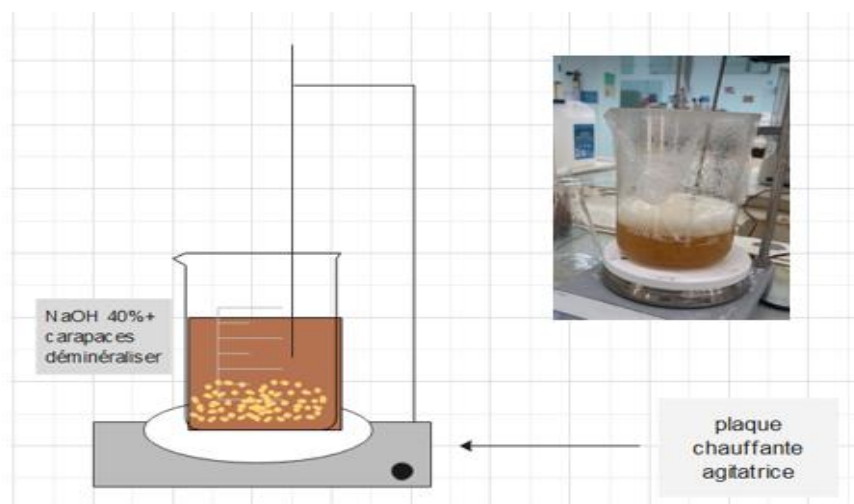 NaOH 40%+
carapaces
déminéraliser
plaque
chauffante
agitatrice